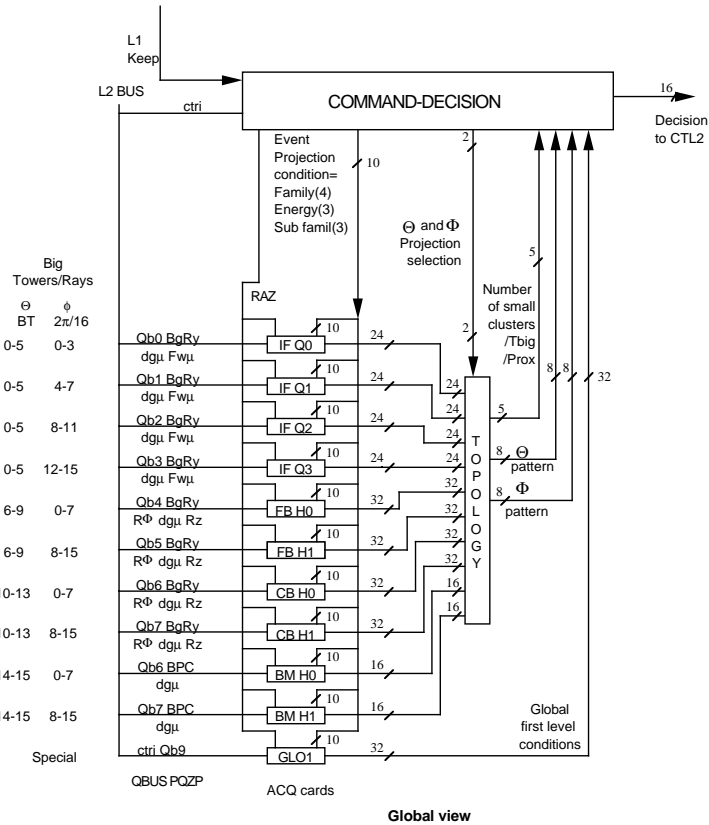 L1
Keep
L2 BUS
ctri
COMMAND-DECISION
16
Decision
to CTL2
Event
Projection
condition=
Family(4)
Energy(3)
Sub famil(3)
10
2
Θ and Φ
Projection
selection
2
5
Number
of small
clusters
/Tbig
/Prox
8
8
32
Big
Towers/Rays
Θ
BT
ϕ
2π/16
RAZ
0-5 0-3 Qb0 BgRy
dgμ Fwμ
10
IF Q0
24
24
0-5 4-7 Qb1 BgRy
dgμ Fwμ
10
IF Q1
24
24
0-5 8-11 Qb2 BgRy
dgμ Fwμ
10
IF Q2
24
24
0-5 12-15 Qb3 BgRy
dgμ Fwμ
10
IF Q3
24
24
6-9 0-7 Qb4 BgRy
RΦ dgμ Rz
10
FB H0
32
32
6-9 8-15 Qb5 BgRy
RΦ dgμ Rz
10
FB H1
32
32
10-13 0-7 Qb6 BgRy
RΦ dgμ Rz
10
CB H0
32
32
10-13 8-15 Qb7 BgRy
RΦ dgμ Rz
10
CB H1
32
32
14-15 0-7 Qb6 BPC
dgμ
10
BM H0
16
16
14-15 8-15 Qb7 BPC
dgμ
10
BM H1
16
16
Special ctri Qb9
10
GLO1
32
TOPOLOGY
5
8 Θ
pattern
8 Φ
pattern
Global
first level
conditions
QBUS PQZP
ACQ cards
Global view